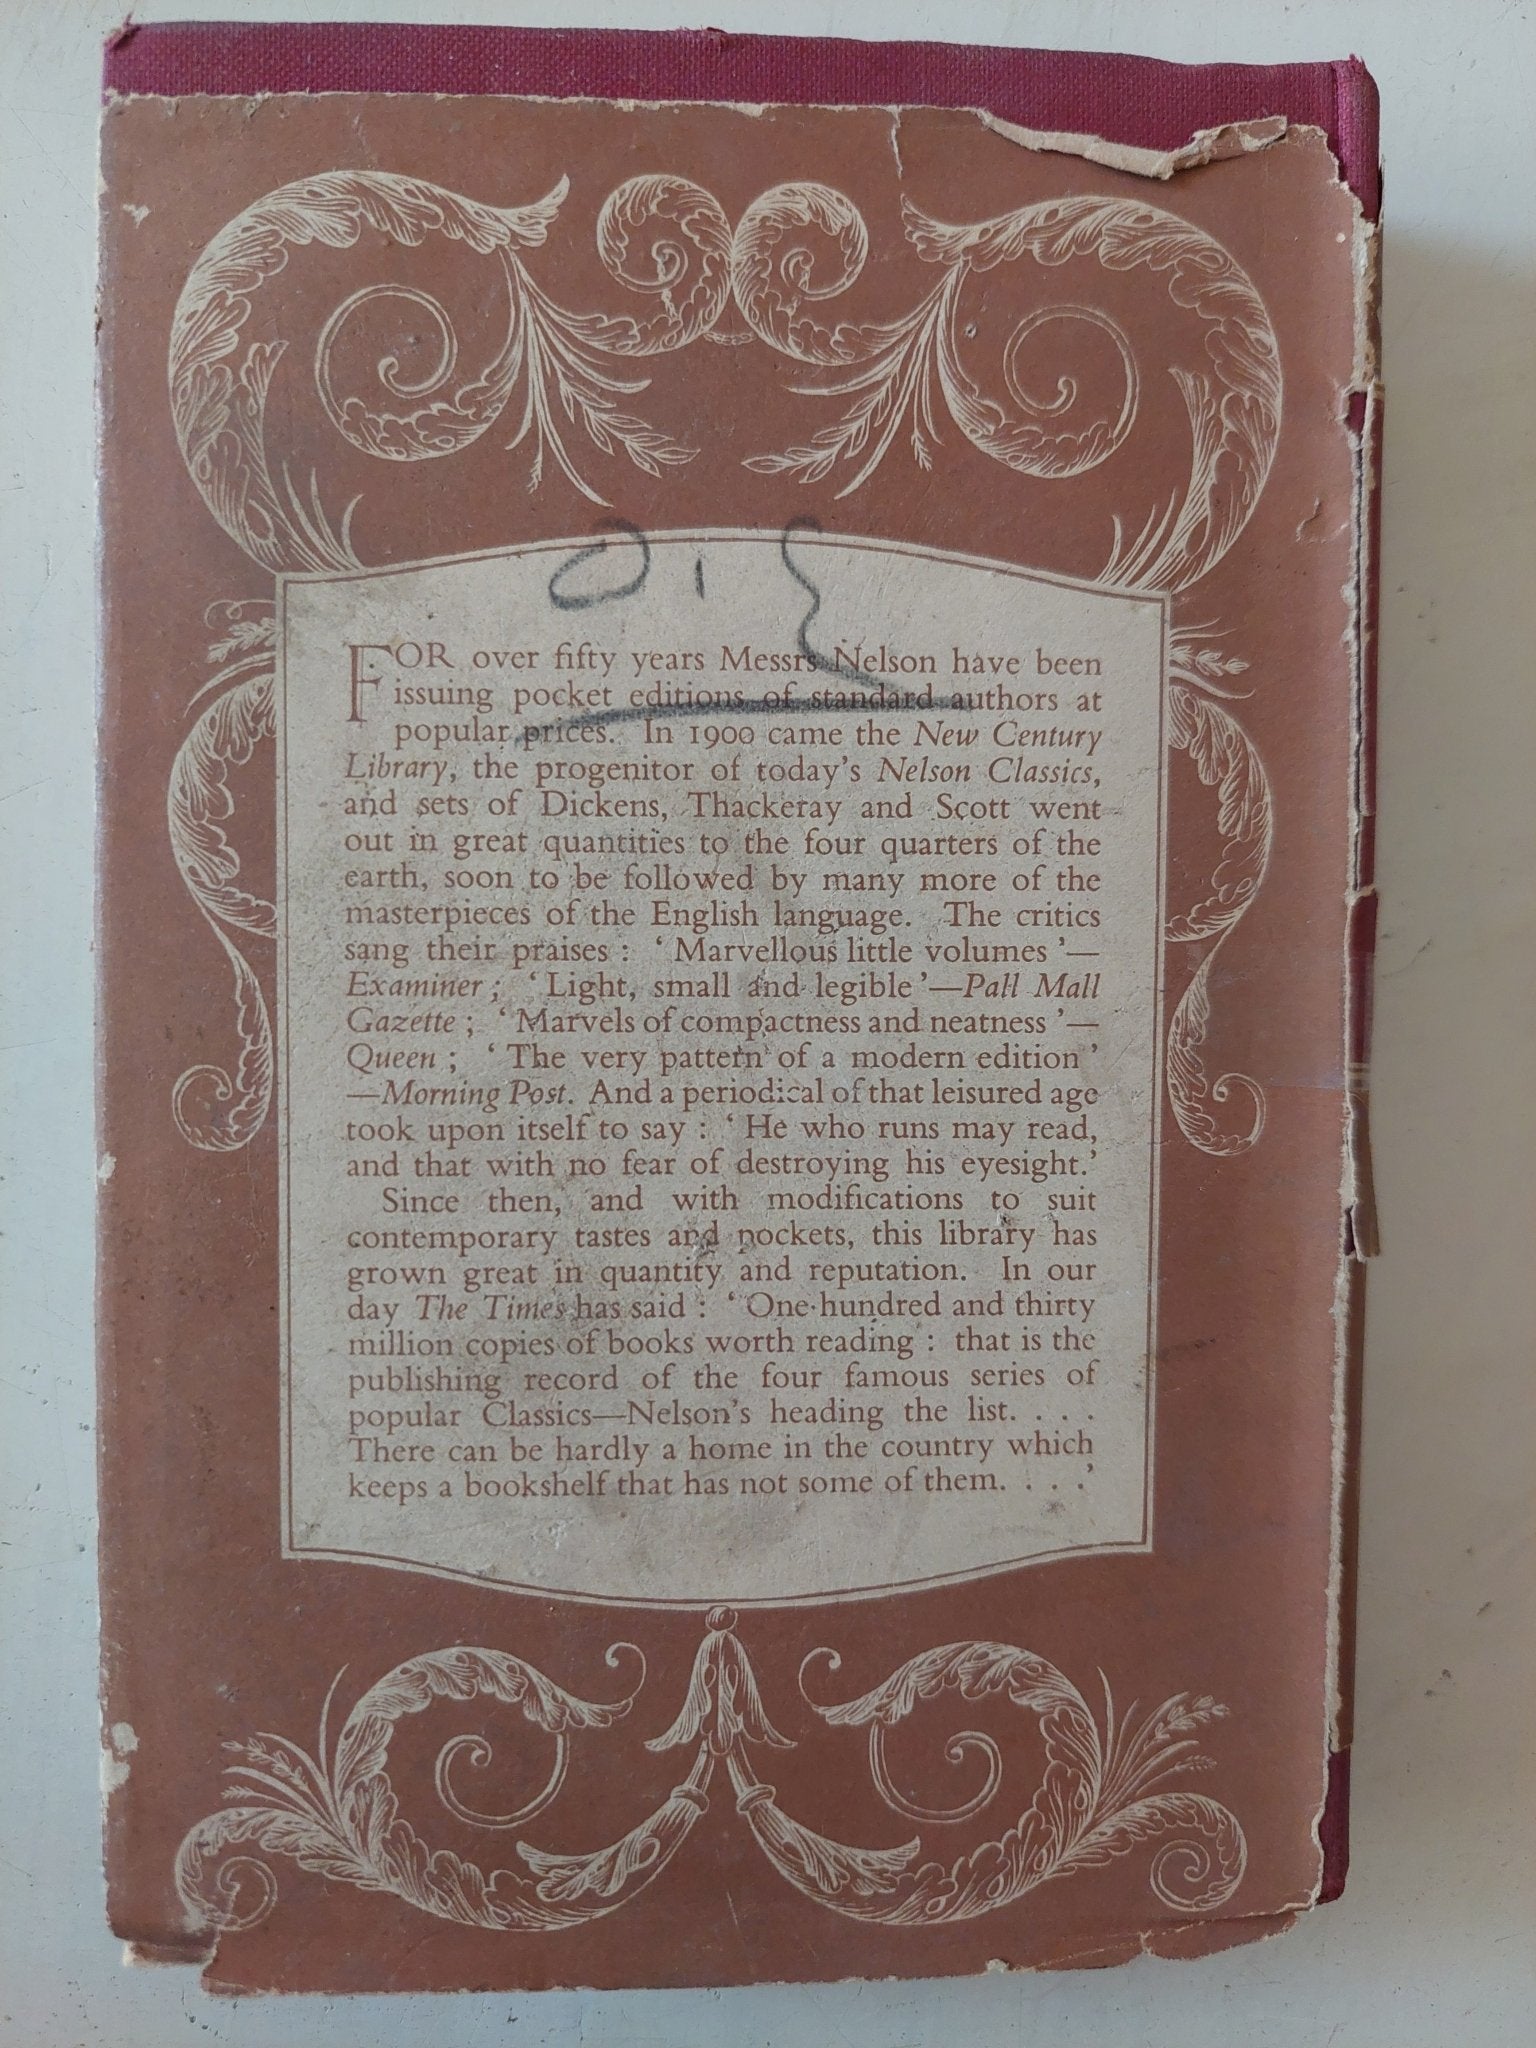 FOR over fifty years Messrs Nelson have been
issuing pocket editions of standard authors at
popular prices. In 1900 came the New Century
Library, the progenitor of today's Nelson Classics,
and sets of Dickens, Thackeray and Scott went
out in great quantities to the four quarters of the
earth, soon to be followed by many more of the
masterpieces of the English language. The critics
sang their praises : ‘ Marvellous little volumes ’—
Examiner ; ‘ Light, small and legible ’—Pall Mall
Gazette ; ‘ Marvels of compactness and neatness ’—
Queen ; ‘ The very pattern of a modern edition ’
—Morning Post. And a periodical of that leisured age
took upon itself to say : ‘ He who runs may read,
and that with no fear of destroying his eyesight.’
Since then, and with modifications to suit
contemporary tastes and pockets, this library has
grown great in quantity and reputation. In our
day The Times has said : ‘ One hundred and thirty
million copies of books worth reading : that is the
publishing record of the four famous series of
popular Classics—Nelson's heading the list. . . .
There can be hardly a home in the country which
keeps a bookshelf that has not some of them. . . .’